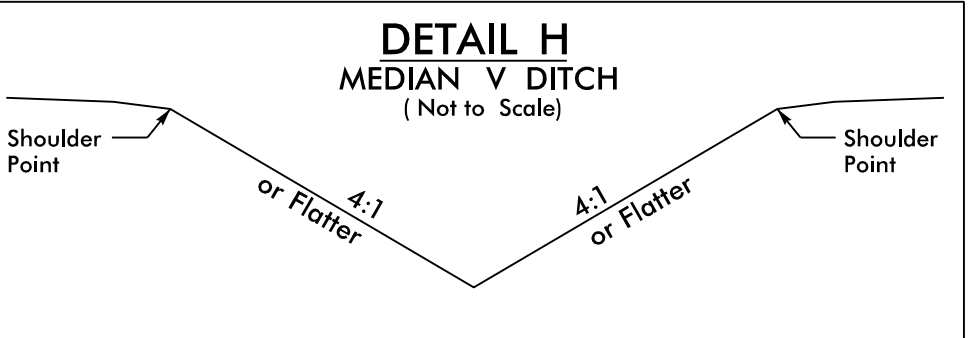 DETAIL H
MEDIAN V DITCH
( Not to Scale)
Shoulder
Point
4:1
or Flatter
4:1
or Flatter
Shoulder
Point